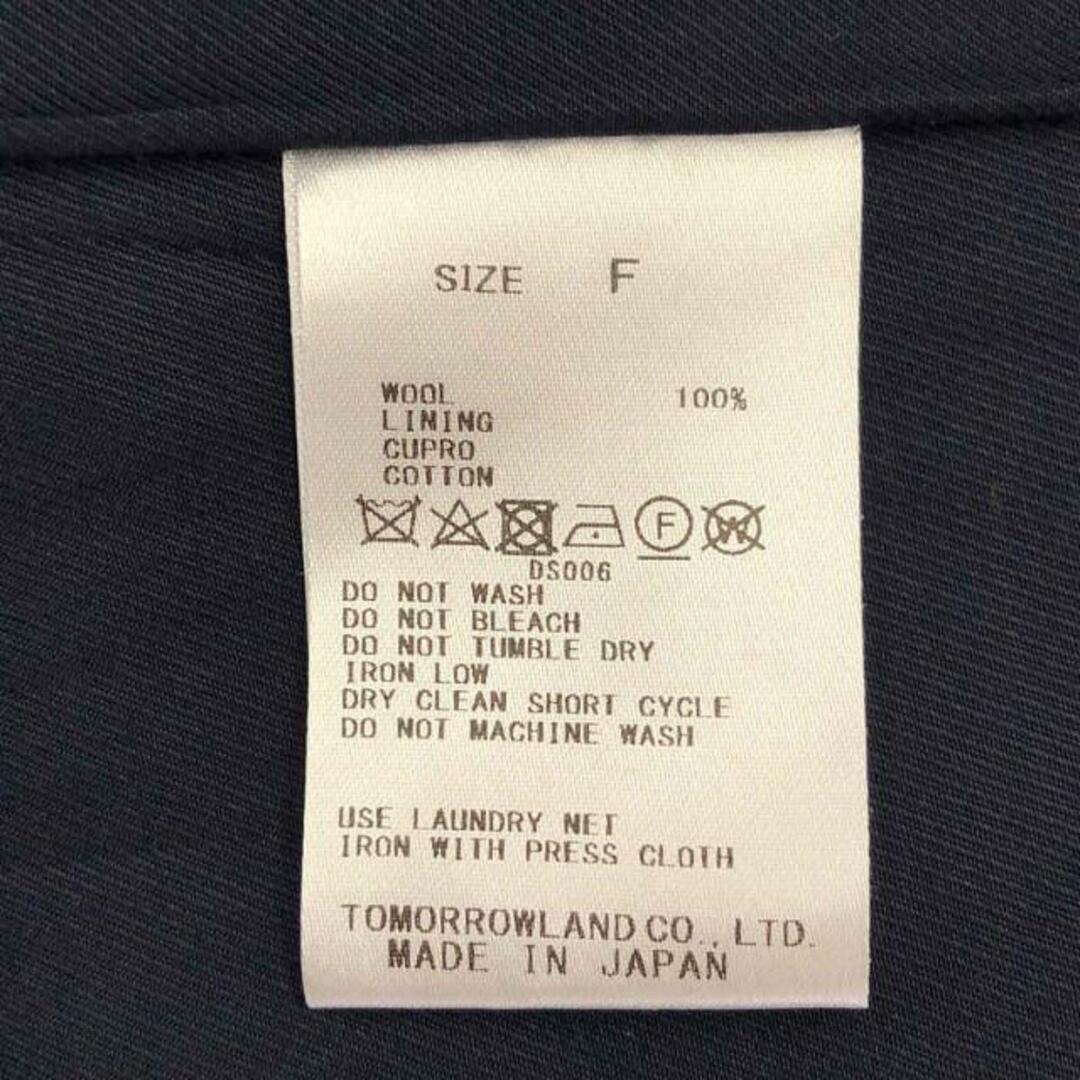 SIZE F
WOOL 100%
LINING
CUPRO
COTTON
F W
DS006
DO NOT WASH
DO NOT BLEACH
DO NOT TUMBLE DRY
IRON LOW
DRY CLEAN SHORT CYCLE
DO NOT MACHINE WASH
USE LAUNDRY NET
IRON WITH PRESS CLOTH
TOMORROWLAND CO., LTD.
MADE IN JAPAN